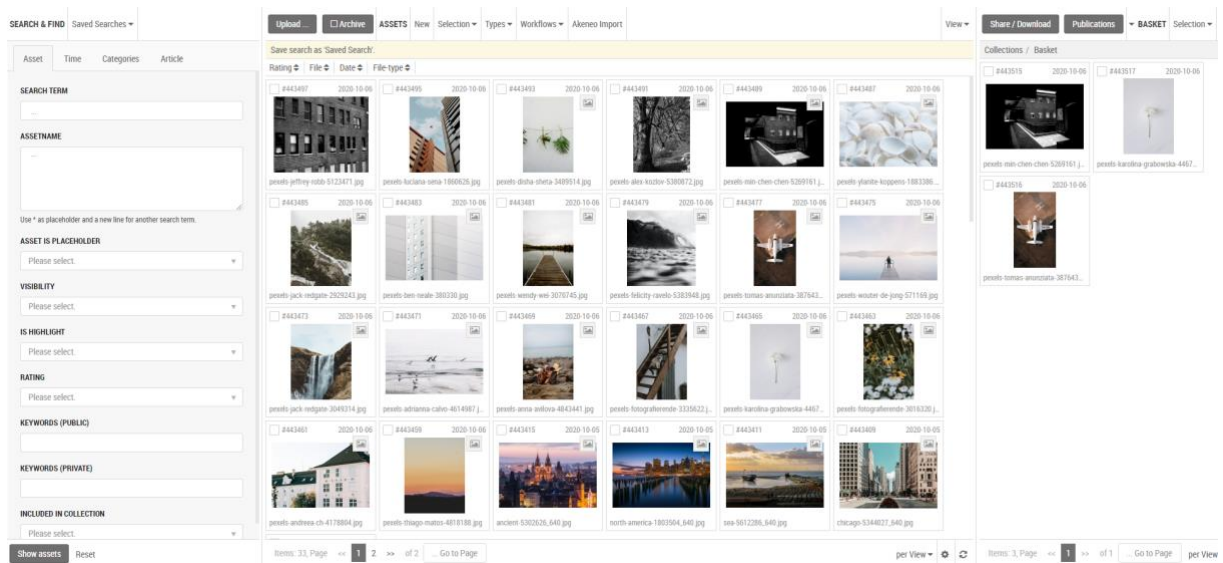 SEARCH & FIND Saved Searches
Asset Time Categories Article
SEARCH TERM
...
ASSETNAME
...
Use * as placeholder and a new line for another search term.
ASSET IS PLACEHOLDER
Please select.
VISIBILITY
Please select.
IS HIGHLIGHT
Please select.
RATING
Please select.
KEYWORDS (PUBLIC)
KEYWORDS (PRIVATE)
INCLUDED IN COLLECTION
Please select.
Show assets Reset
Upload ... Archive ASSETS New Selection Types Workflows Akeneo Import View
Save search as 'Saved Search'.
Rating File Date File-type
#443497 2020-10-06 #443495 2020-10-06 #443493 2020-10-06 #443491 2020-10-06 #443489 2020-10-06 #443487 2020-10-06
pexels-jeffrey-robb-5123471.jpg pexels-luciana-sena-1860626.jpg pexels-disha-sheta-3489514.jpg pexels-alex-kozlov-5380872.jpg pexels-min-chen-chen-5269161.j... pexels-ylanite-koppens-1883386....
#443485 2020-10-06 #443483 2020-10-06 #443481 2020-10-06 #443479 2020-10-06 #443477 2020-10-06 #443475 2020-10-06
pexels-jack-redgate-2929243.jpg pexels-ben-neale-380330.jpg pexels-wendy-wei-3070745.jpg pexels-felicity-ravelo-5383948.jpg pexels-tomas-anunziata-387643... pexels-wouter-de-jong-571169.jpg
#443473 2020-10-06 #443471 2020-10-06 #443469 2020-10-06 #443467 2020-10-06 #443465 2020-10-06 #443463 2020-10-06
pexels-jack-redgate-3049314.jpg pexels-adrianna-calvo-4614987.j... pexels-anna-avilova-4843441.jpg pexels-fotografierende-3335622.j... pexels-karolina-grabowska-4467... pexels-fotografierende-3016320.j...
#443461 2020-10-06 #443459 2020-10-06 #443415 2020-10-05 #443413 2020-10-05 #443411 2020-10-05 #443409 2020-10-05
pexels-andreea-ch-4178804.jpg pexels-thiago-matos-4818188.jpg ancient-5302626_640.jpg north-america-1803504_640.jpg sea-5612286_640.jpg chicago-5344027_640.jpg
Items: 33, Page << 1 2 >> of 2 ... Go to Page per View
Share / Download Publications BASKET Selection
Collections / Basket
#443515 2020-10-06 #443517 2020-10-06
pexels-min-chen-chen-5269161.j... pexels-karolina-grabowska-4467...
#443516 2020-10-06
pexels-tomas-anunziata-387643...
Items: 3, Page << 1 >> of 1 ... Go to Page per View